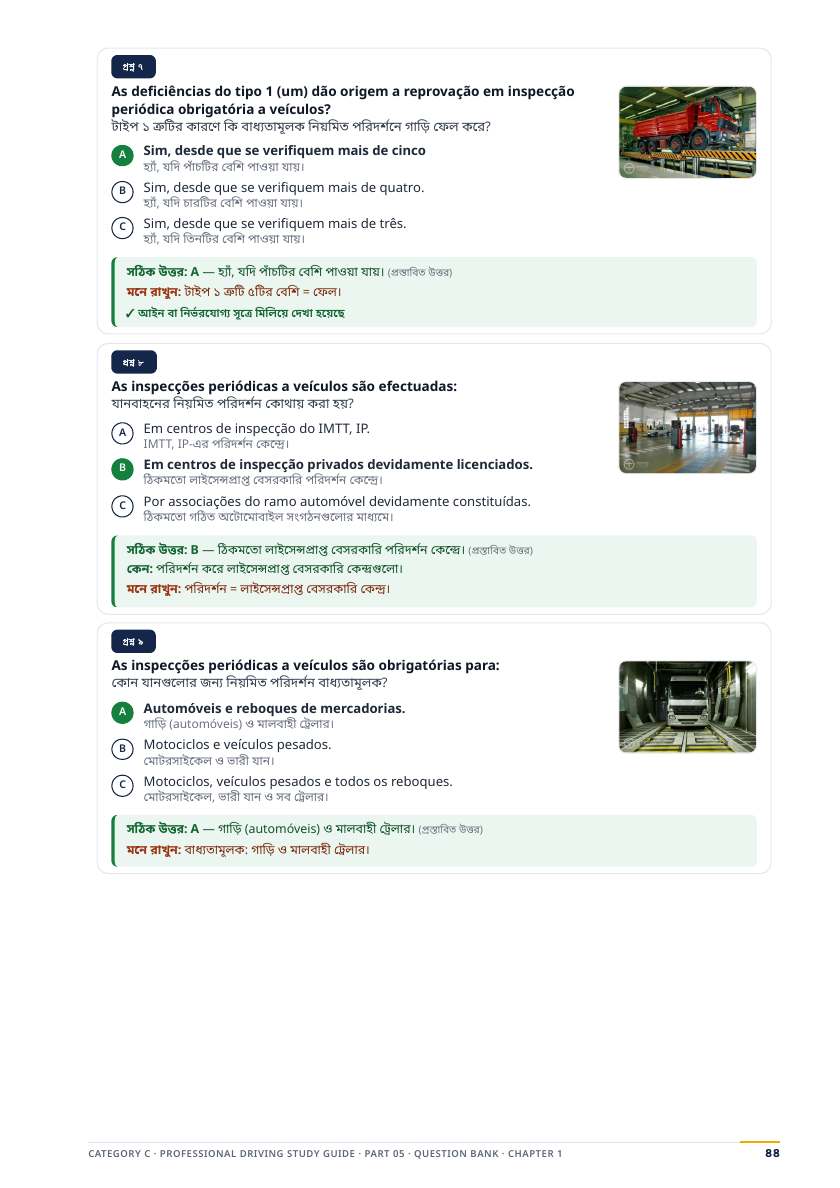 প্রশ্ন ৭
As deficiências do tipo 1 (um) dão origem a reprovação em inspecção
periódica obrigatória a veículos?
টাইপ ১ ত্রুটির কারণে কি বাধ্যতামূলক নিয়মিত পরিদর্শনে গাড়ি ফেল করে?
A Sim, desde que se verifiquem mais de cinco
হ্যাঁ, যদি পাঁচটির বেশি পাওয়া যায়।
B Sim, desde que se verifiquem mais de quatro.
হ্যাঁ, যদি চারটির বেশি পাওয়া যায়।
C Sim, desde que se verifiquem mais de três.
হ্যাঁ, যদি তিনটির বেশি পাওয়া যায়।
সঠিক উত্তর: A — হ্যাঁ, যদি পাঁচটির বেশি পাওয়া যায়। (প্রস্তাবিত উত্তর)
মনে রাখুন: টাইপ ১ ত্রুটি ৫টির বেশি = ফেল।
✓ আইন বা নির্ভরযোগ্য সূত্রে মিলিয়ে দেখা হয়েছে
প্রশ্ন ৮
As inspecções periódicas a veículos são efectuadas:
যানবাহনের নিয়মিত পরিদর্শন কোথায় করা হয়?
A Em centros de inspecção do IMTT, IP.
IMTT, IP-এর পরিদর্শন কেন্দ্রে।
B Em centros de inspecção privados devidamente licenciados.
ঠিকমতো লাইসেন্সপ্রাপ্ত বেসরকারি পরিদর্শন কেন্দ্রে।
C Por associações do ramo automóvel devidamente constituídas.
ঠিকমতো গঠিত অটোমোবাইল সংগঠনগুলোর মাধ্যমে।
সঠিক উত্তর: B — ঠিকমতো লাইসেন্সপ্রাপ্ত বেসরকারি পরিদর্শন কেন্দ্রে। (প্রস্তাবিত উত্তর)
কেন: পরিদর্শন করে লাইসেন্সপ্রাপ্ত বেসরকারি কেন্দ্রগুলো।
মনে রাখুন: পরিদর্শন = লাইসেন্সপ্রাপ্ত বেসরকারি কেন্দ্র।
প্রশ্ন ৯
As inspecções periódicas a veículos são obrigatórias para:
কোন যানগুলোর জন্য নিয়মিত পরিদর্শন বাধ্যতামূলক?
A Automóveis e reboques de mercadorias.
গাড়ি (automóveis) ও মালবাহী ট্রেলার।
B Motociclos e veículos pesados.
মোটরসাইকেল ও ভারী যান।
C Motociclos, veículos pesados e todos os reboques.
মোটরসাইকেল, ভারী যান ও সব ট্রেলার।
সঠিক উত্তর: A — গাড়ি (automóveis) ও মালবাহী ট্রেলার। (প্রস্তাবিত উত্তর)
মনে রাখুন: বাধ্যতামূলক: গাড়ি ও মালবাহী ট্রেলার।
CATEGORY C · PROFESSIONAL DRIVING STUDY GUIDE · PART 05 · QUESTION BANK · CHAPTER 1
88